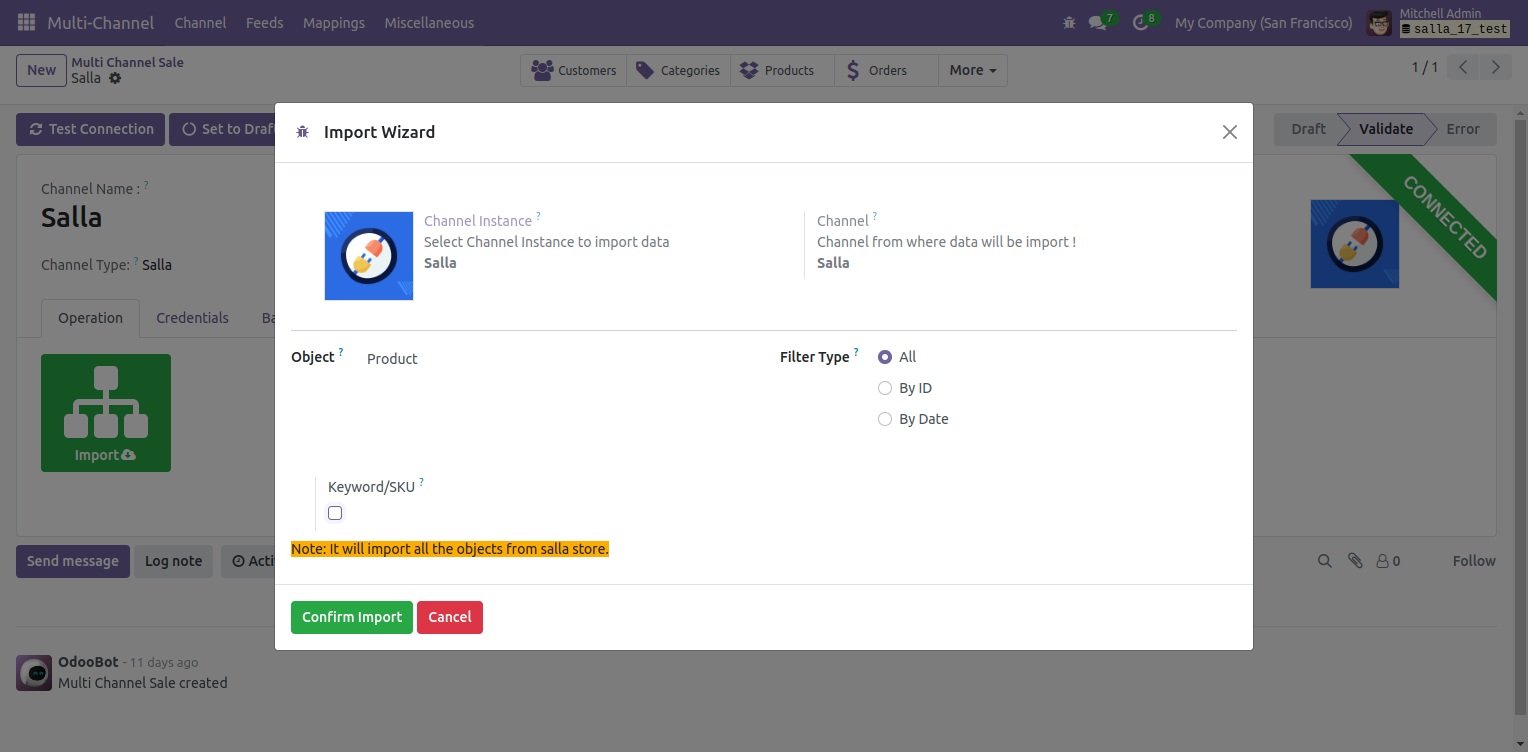 Multi-Channel Channel Feeds Mappings Miscellaneous 7 8 My Company (San Francisco) Mitchell Admin
salla_17_test
New Multi Channel Sale
Salla
Customers Categories Products Orders More 1 / 1
Test Connection Set to Draf Draft Validate Error
Import Wizard
Channel Name : ?
Salla
Channel Type: ? Salla
Operation Credentials Ba
Import
CONNECTED
Channel Instance ?
Select Channel Instance to import data
Salla
Channel ?
Channel from where data will be import !
Salla
Object ? Product
Filter Type ? All
By ID
By Date
Keyword/SKU ?
Note: It will import all the objects from salla store.
Confirm Import Cancel
Send message Log note Acti 0 Follow
OdooBot - 11 days ago
Multi Channel Sale created